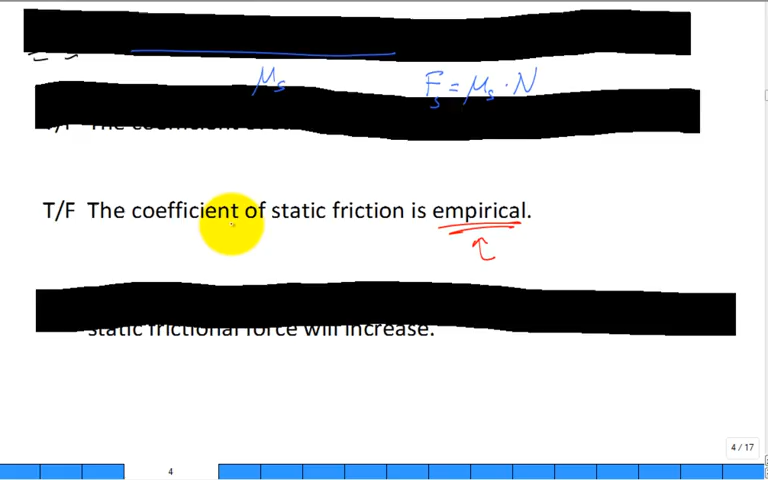 μs Fs = μs · N
T/F The coefficient of static friction is empirical.
static frictional force will increase.
4 / 17
4